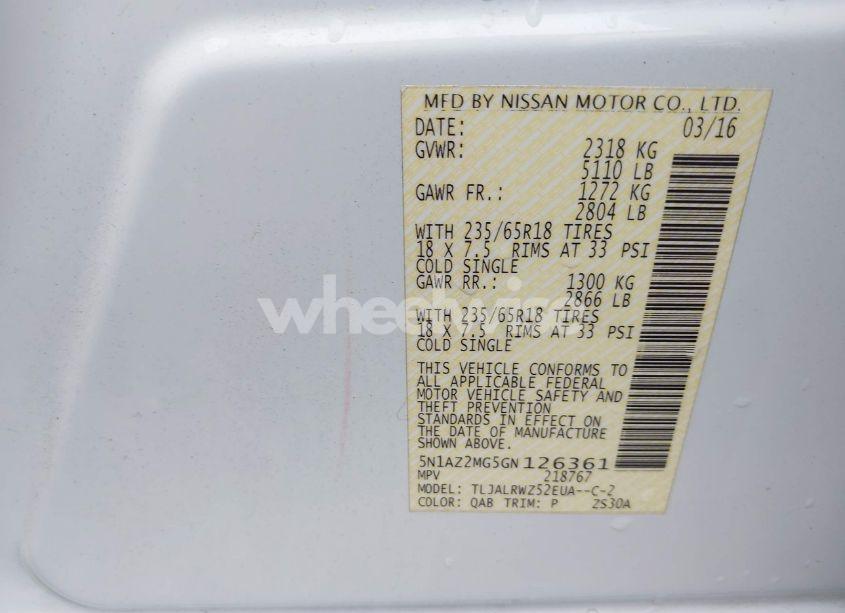 MFD BY NISSAN MOTOR CO., LTD.
DATE: 03/16
GVWR: 2318 KG
5110 LB
GAWR FR.: 1272 KG
2804 LB
WITH 235/65R18 TIRES
18 X 7.5 RIMS AT 33 PSI
COLD SINGLE
GAWR RR.: 1300 KG
2866 LB
WITH 235/65R18 TIRES
18 X 7.5 RIMS AT 33 PSI
COLD SINGLE
THIS VEHICLE CONFORMS TO
ALL APPLICABLE FEDERAL
MOTOR VEHICLE SAFETY AND
THEFT PREVENTION
STANDARDS IN EFFECT ON
THE DATE OF MANUFACTURE
SHOWN ABOVE.
5N1AZ2MG5GN126361
MPV 218767
MODEL: TLJALRWZ52EUA--C-2
COLOR: QAB TRIM: P ZS30A
wheelwise